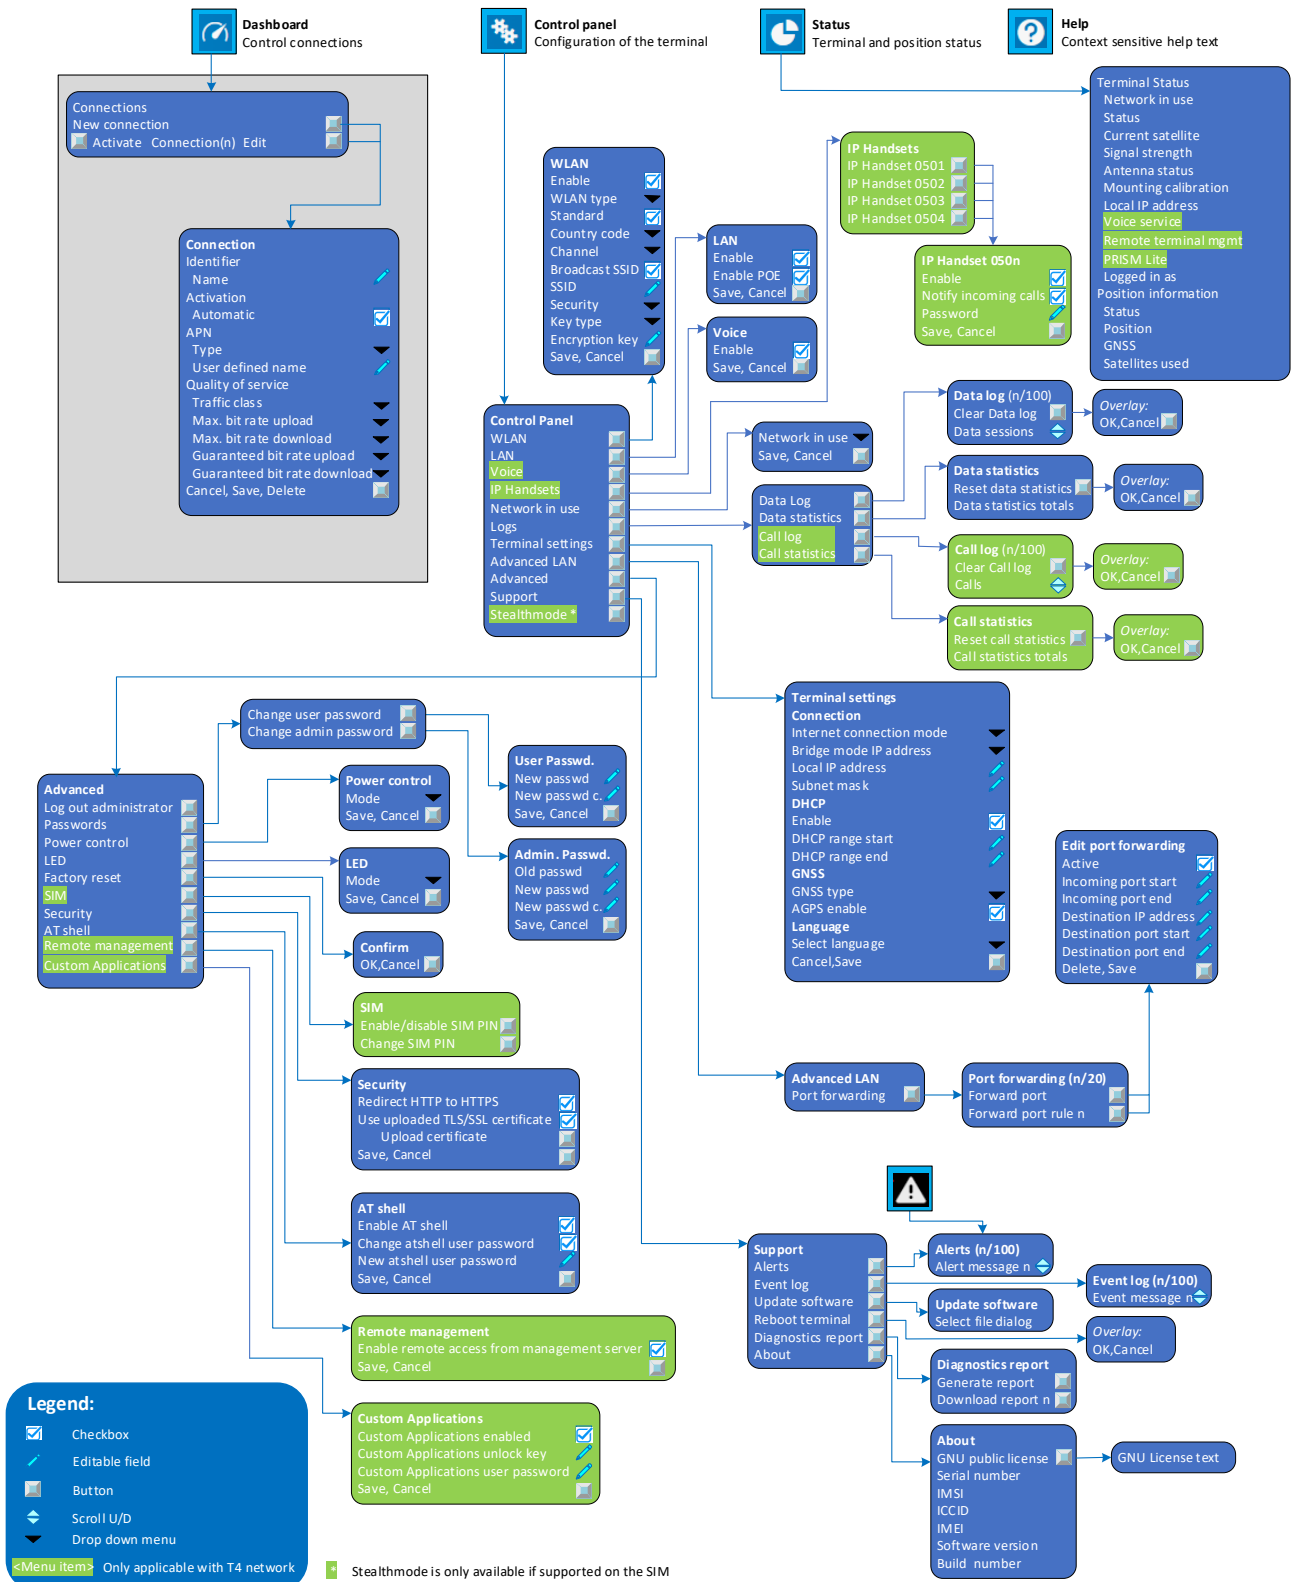 Dashboard
Control connections
Control panel
Configuration of the terminal
Status
Terminal and position status
Help
Context sensitive help text
Connections
New connection
Activate Connection(n) Edit
Connection
Identifier
Name
Activation
Automatic
APN
Type
User defined name
Quality of service
Traffic class
Max. bit rate upload
Max. bit rate download
Guaranteed bit rate upload
Guaranteed bit rate download
Cancel, Save, Delete
WLAN
Enable
WLAN type
Standard
Country code
Channel
Broadcast SSID
SSID
Security
Key type
Encryption key
Save, Cancel
LAN
Enable
Enable POE
Save, Cancel
Voice
Enable
Save, Cancel
IP Handsets
IP Handset 0501
IP Handset 0502
IP Handset 0503
IP Handset 0504
IP Handset 050n
Enable
Notify incoming calls
Password
Save, Cancel
Terminal Status
Network in use
Status
Current satellite
Signal strength
Antenna status
Mounting calibration
Local IP address
Voice service
Remote terminal mgmt
PRISM Lite
Logged in as
Position information
Status
Position
GNSS
Satellites used
Control Panel
WLAN
LAN
Voice
IP Handsets
Network in use
Logs
Terminal settings
Advanced LAN
Advanced
Support
Stealthmode *
Network in use
Save, Cancel
Data Log
Data statistics
Call log
Call statistics
Data log (n/100)
Clear Data log
Data sessions
Overlay:
OK,Cancel
Data statistics
Reset data statistics
Data statistics totals
Overlay:
OK,Cancel
Call log (n/100)
Clear Call log
Calls
Overlay:
OK,Cancel
Call statistics
Reset call statistics
Call statistics totals
Overlay:
OK,Cancel
Terminal settings
Connection
Internet connection mode
Bridge mode IP address
Local IP address
Subnet mask
DHCP
Enable
DHCP range start
DHCP range end
GNSS
GNSS type
AGPS enable
Language
Select language
Cancel,Save
Edit port forwarding
Active
Incoming port start
Incoming port end
Destination IP address
Destination port start
Destination port end
Delete, Save
Advanced LAN
Port forwarding
Port forwarding (n/20)
Forward port
Forward port rule n
Advanced
Log out administrator
Passwords
Power control
LED
Factory reset
SIM
Security
AT shell
Remote management
Custom Applications
Change user password
Change admin password
Power control
Mode
Save, Cancel
LED
Mode
Save, Cancel
User Passwd.
New passwd
New passwd c.
Save, Cancel
Admin. Passwd.
Old passwd
New passwd
New passwd c.
Save, Cancel
Confirm
OK,Cancel
SIM
Enable/disable SIM PIN
Change SIM PIN
Security
Redirect HTTP to HTTPS
Use uploaded TLS/SSL certificate
Upload certificate
Save, Cancel
AT shell
Enable AT shell
Change atshell user password
New atshell user password
Save, Cancel
Remote management
Enable remote access from management server
Save, Cancel
Custom Applications
Custom Applications enabled
Custom Applications unlock key
Custom Applications user password
Save, Cancel
Support
Alerts
Event log
Update software
Reboot terminal
Diagnostics report
About
Alerts (n/100)
Alert message n
Event log (n/100)
Event message n
Update software
Select file dialog
Overlay:
OK,Cancel
Diagnostics report
Generate report
Download report n
About
GNU public license
Serial number
IMSI
ICCID
IMEI
Software version
Build number
GNU License text
Legend:
Checkbox
Editable field
Button
Scroll U/D
Drop down menu
<Menu item> Only applicable with T4 network
* Stealthmode is only available if supported on the SIM